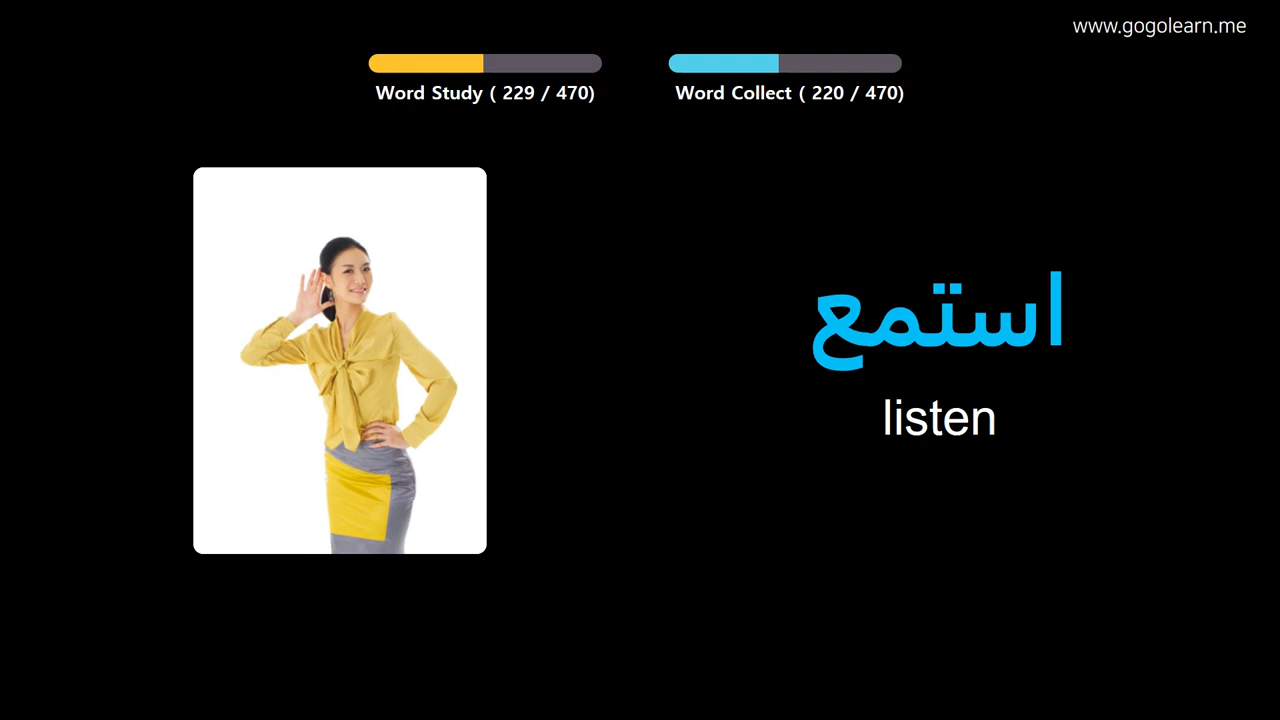 www.gogolearn.me
Word Study ( 229 / 470)
Word Collect ( 220 / 470)
استمع
listen